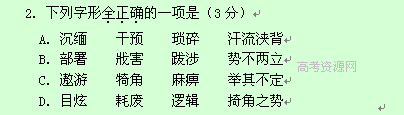 2. 下列字形全正确的一项是（3 分）
A. 沉缅 干预 琐碎 汗流浃背
B. 部署 戕害 跋涉 势不两立
C. 遨游 犄角 麻痹 举其不定
D. 目炫 耗废 逻辑 掎角之势
高考资源网